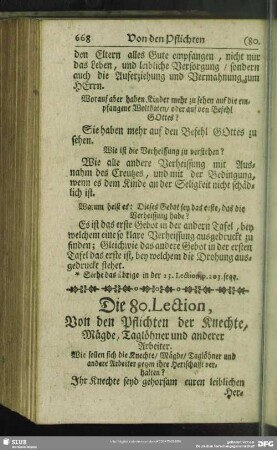 668 Von den Pflichten (80.
den Eltern alles Gute empfangen, nicht nur
das Leben, und leibliche Versorgung/ sondern
auch die Auferziehung und Vermahnung zum
HErrn.
Worauf aber haben Kinder mehr zu sehen auf die em-
pfangene Wolthaten/ oder auf den Befehl
GOttes?
Sie haben mehr auf den Befehl GOttes zu
sehen.
Wie ist die Verheissung zu verstehen?
Wie alle andere Verheissung mit Aus-
nahm des Creutzes, und mit der Bedingung,
wenn es dem Kinde an der Seligkeit nicht schäd-
lich ist.
Warum heist es: Dieses Gebot sey das erste, das die
Verheissung habe?
Es ist das erste Gebot in der andern Tafel, bey
welchem eine so klare Verheissung ausgedruckt zu
finden; Gleichwie das andere Gebot in der ersten
Tafel das erste ist, bey welchem die Drohung aus-
gedruckt stehet.
* Siehe das übrige in der 23. Lection p. 203. seqq.
Die 80. Lection,
Von den Pflichten der Knechte,
Mägde, Taglöhner und anderer
Arbeiter.
Wie sollen sich die Knechte/ Mägde/ Taglöhner und
andere Arbeiter gegen ihre Herrschaft ver-
halten?
Ihr Knechte seyd gehorsam euren leiblichen
Her-
SLUB